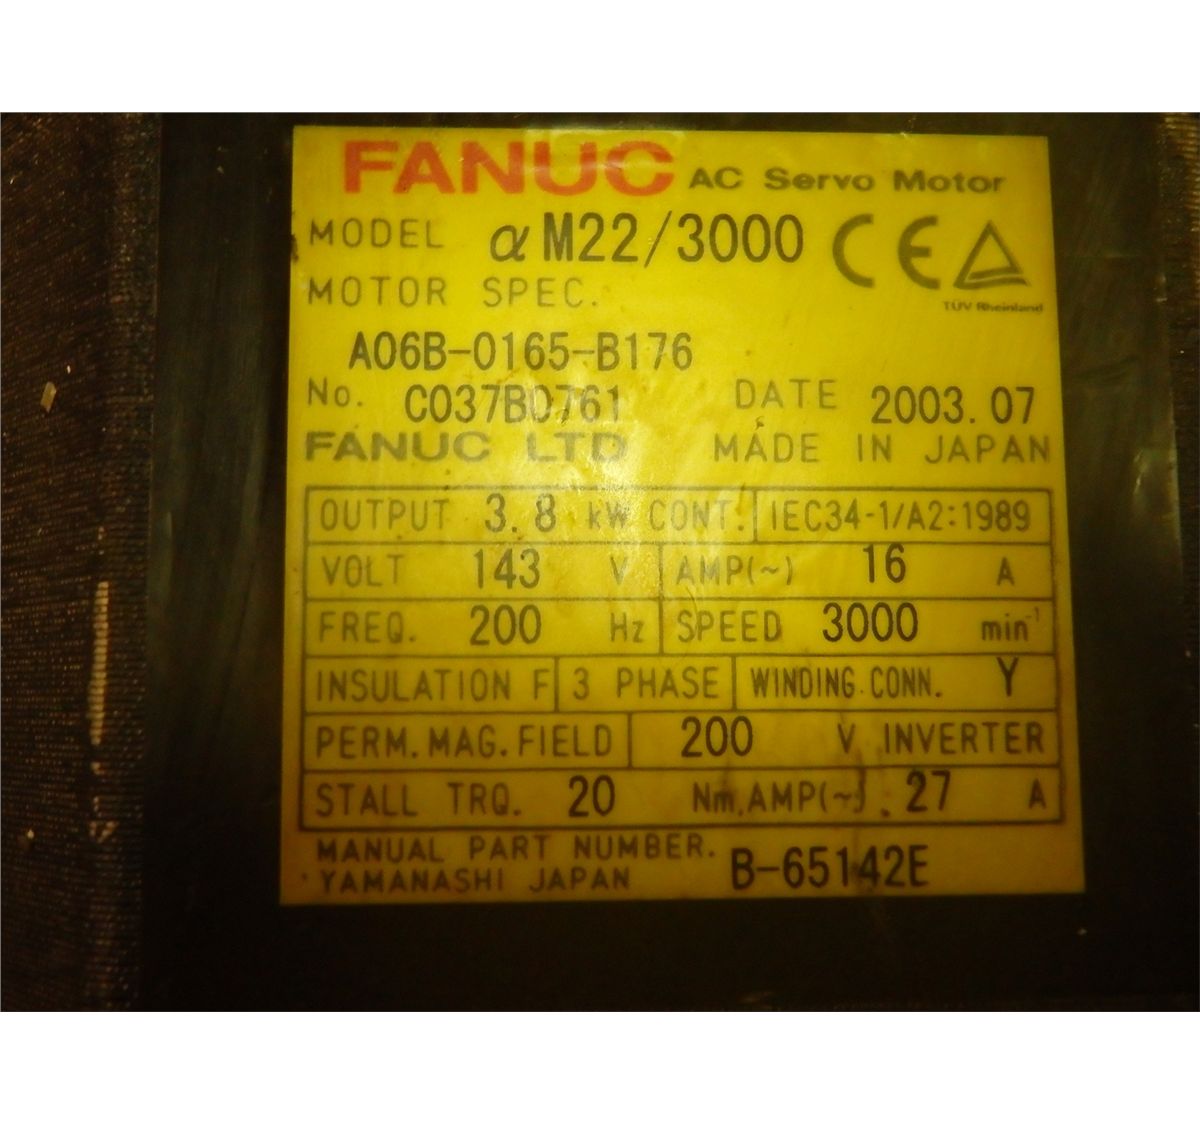 FANUC AC Servo Motor
MODEL αM22/3000 CE
TÜV Rheinland
MOTOR SPEC.
A06B-0165-B176
No. C037B0761 DATE 2003.07
FANUC LTD MADE IN JAPAN
OUTPUT 3.8 kW CONT. IEC34-1/A2:1989
VOLT 143 V AMP(~) 16 A
FREQ. 200 Hz SPEED 3000 min⁻¹
INSULATION F 3 PHASE WINDING.CONN. Y
PERM.MAG.FIELD 200 V INVERTER
STALL TRQ. 20 Nm.AMP(~) 27 A
MANUAL PART NUMBER. B-65142E
YAMANASHI JAPAN